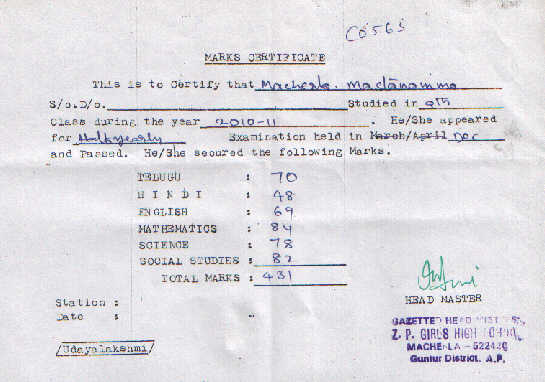 C0565
MARKS CERTIFICATE
This is to Certify that Macherla. Madanamma
S/o.D/o. Studied in 9th
Class during the year 2010-11 . He/She appeared
for Halfyearly Examination held in March/April Dec
and Passed. He/She secured the following Marks.
TELUGU : 70
HINDI : 48
ENGLISH : 69
MATHEMATICS : 84
SCIENCE : 78
SOCIAL STUDIES : 82
TOTAL MARKS : 431
HEAD MASTER
Station :
Date :
GAZETTED HEAD MISTRESS,
Z. P. GIRLS HIGH SCHOOL
MACHERLA - 522426
Guntur District. A.P.
/Udayalakshmi/